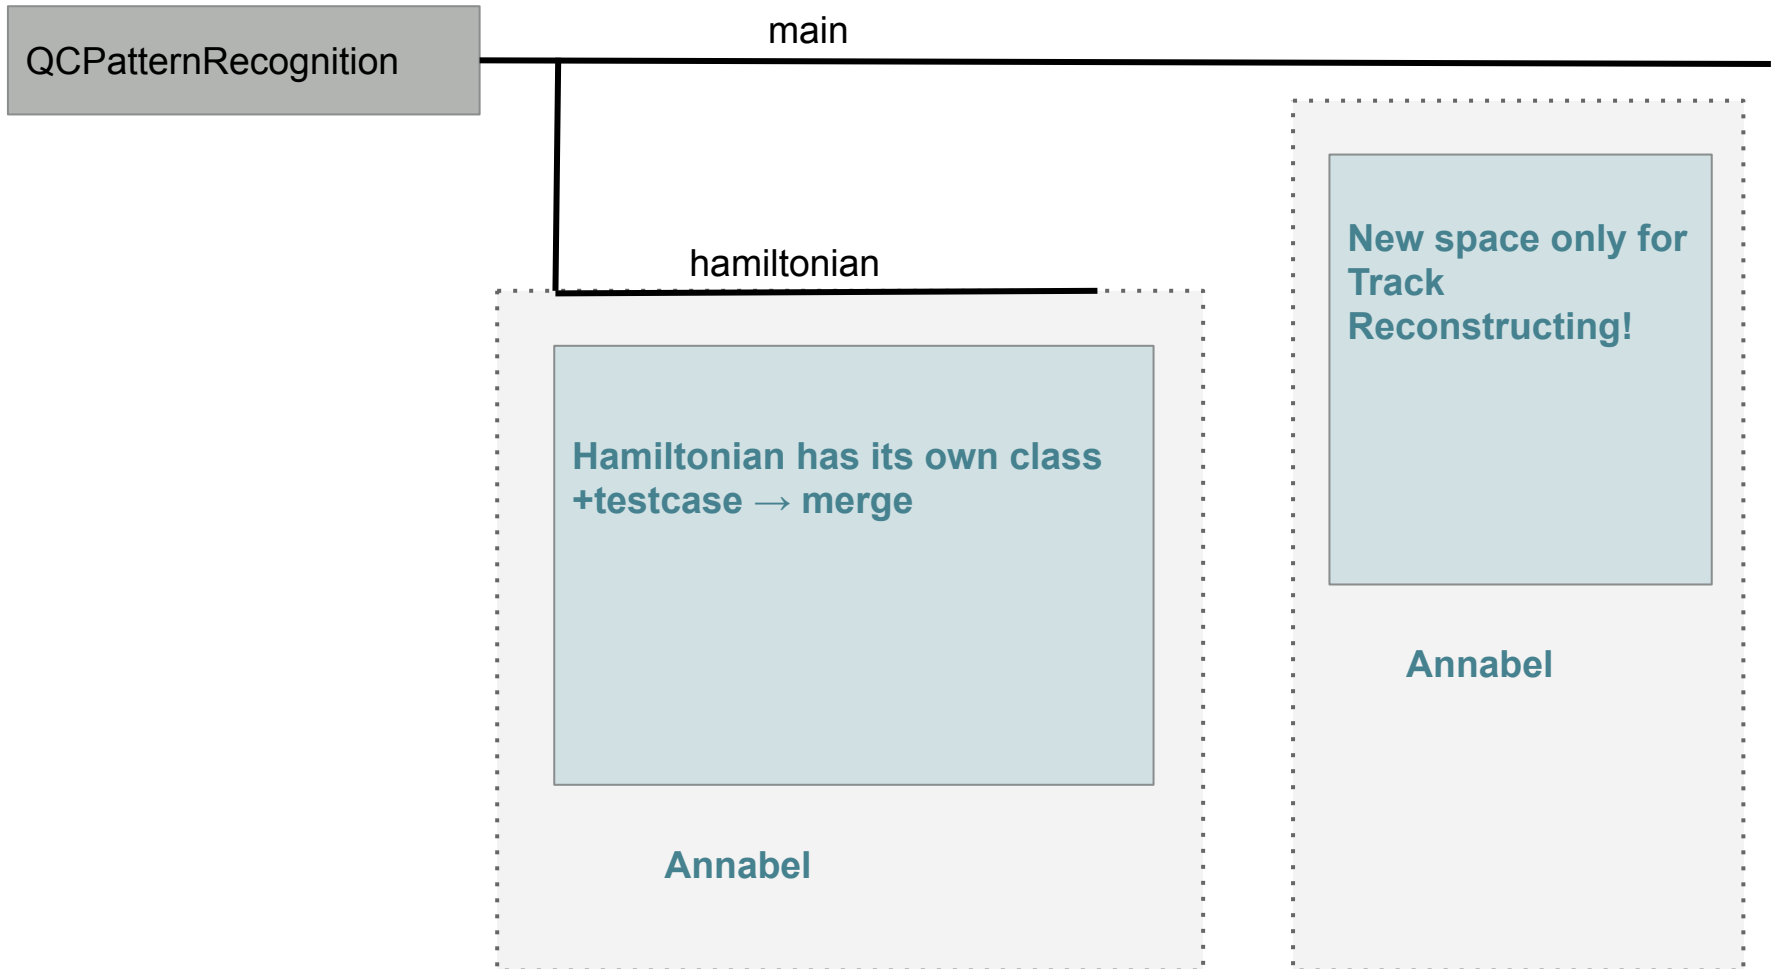 QCPatternRecognition
main
hamiltonian
Hamiltonian has its own class
+testcase → merge
Annabel
New space only for
Track
Reconstructing!
Annabel